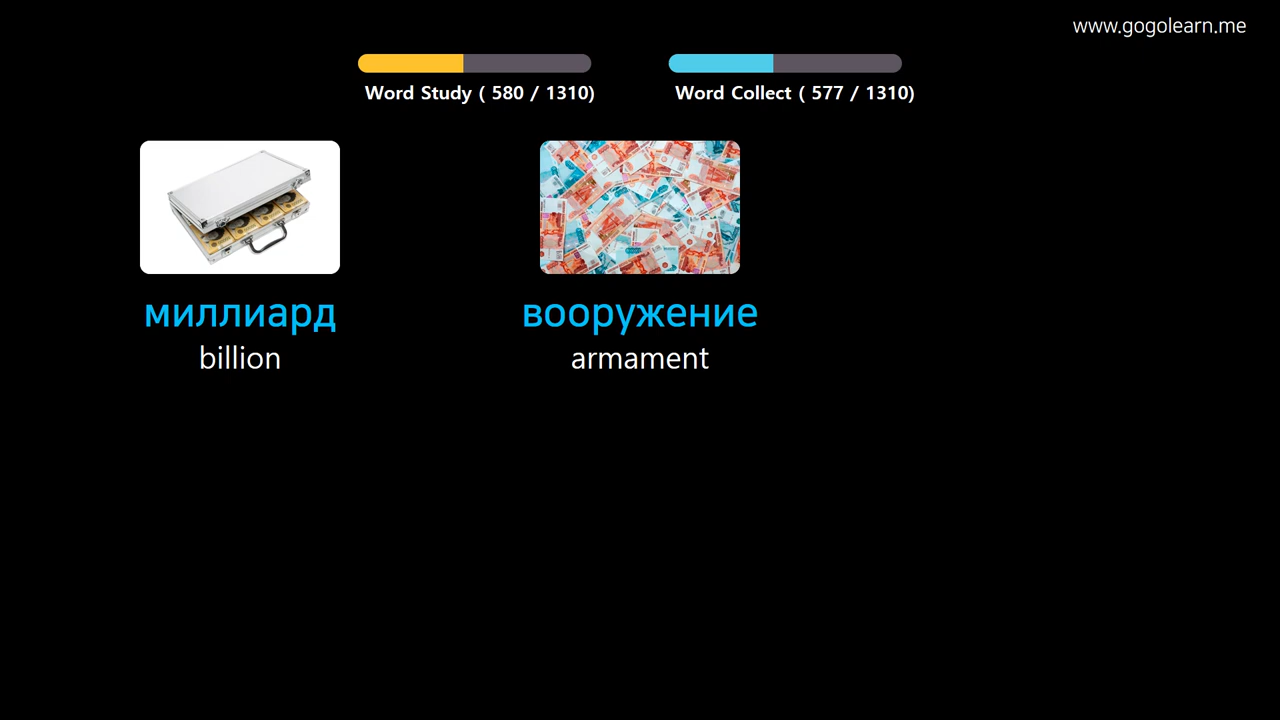 www.gogolearn.me
Word Study ( 580 / 1310)
Word Collect ( 577 / 1310)
миллиард
billion
вооружение
armament